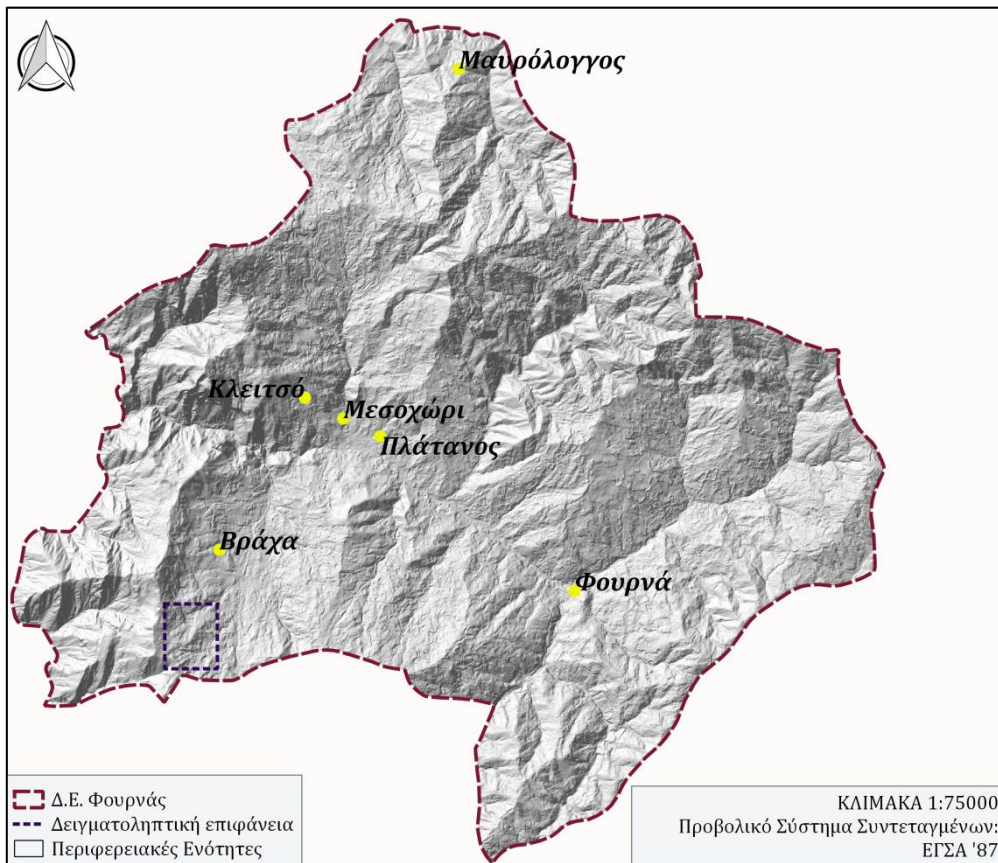 Μαυρόλογγος
Κλειτσό
Μεσοχώρι
Πλάτανος
Βράχα
Φουρνά
Δ.Ε. Φουρνάς
Δειγματοληπτική επιφάνεια
Περιφερειακές Ενότητες
ΚΛΙΜΑΚΑ 1:75000
Προβολικό Σύστημα Συντεταγμένων:
ΕΓΣΑ '87